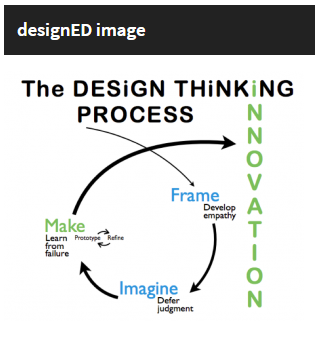 designED image
The DESiGN THiNKiNG
PROCESS
iNNOVATION
Frame
Develop
empathy
Make
Learn
from
failure
Prototype
Refine
Imagine
Defer
judgment